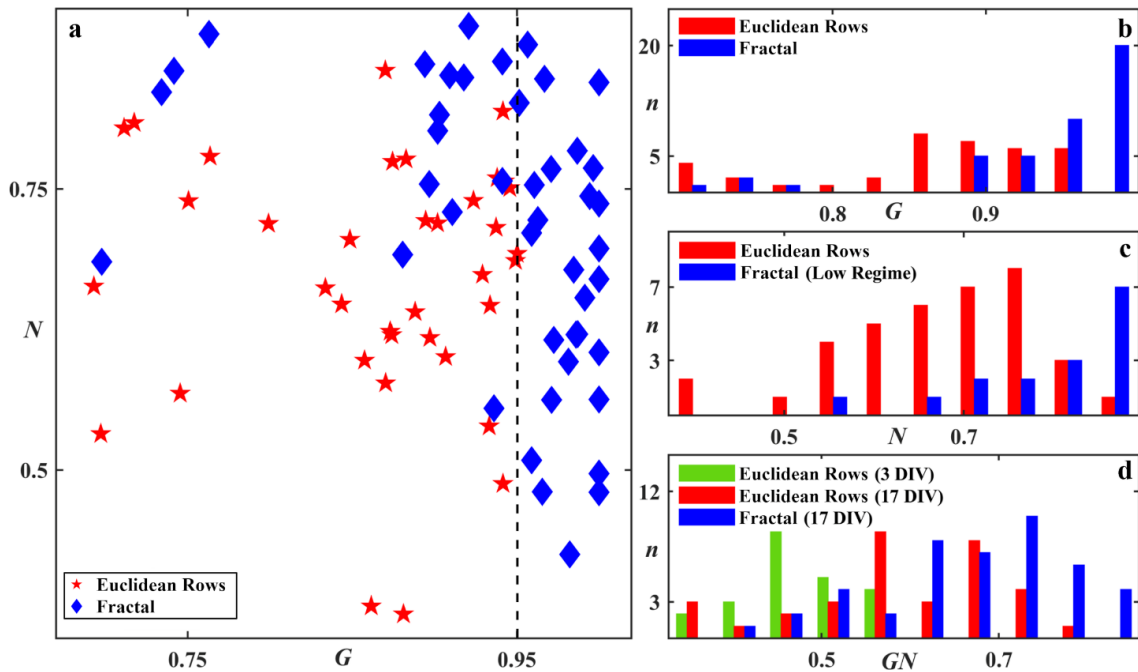 a
0.75
N
0.5
Euclidean Rows
Fractal
0.75
G
0.95
Euclidean Rows
Fractal
b
20
n
5
0.8
G
0.9
Euclidean Rows
Fractal (Low Regime)
c
7
n
3
0.5
N
0.7
Euclidean Rows (3 DIV)
Euclidean Rows (17 DIV)
Fractal (17 DIV)
d
12
n
3
0.5
GN
0.7